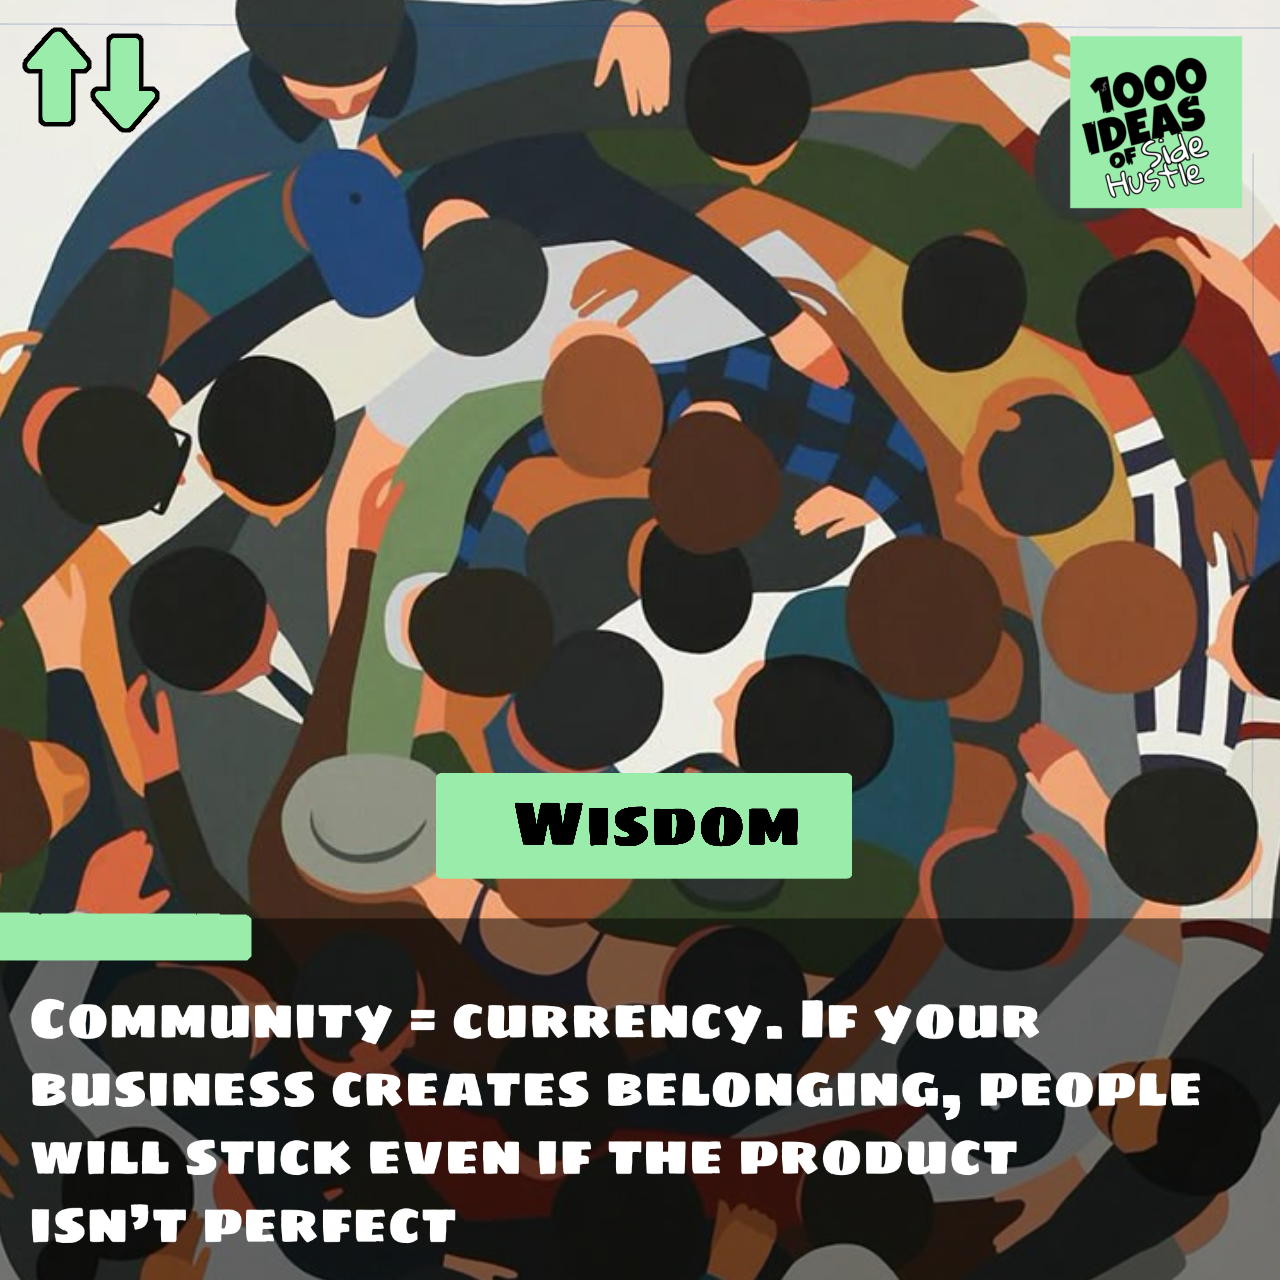 1000
IDEAS
OF Side
Hustle
WISDOM
COMMUNITY = CURRENCY. IF YOUR
BUSINESS CREATES BELONGING, PEOPLE
WILL STICK EVEN IF THE PRODUCT
ISN’T PERFECT